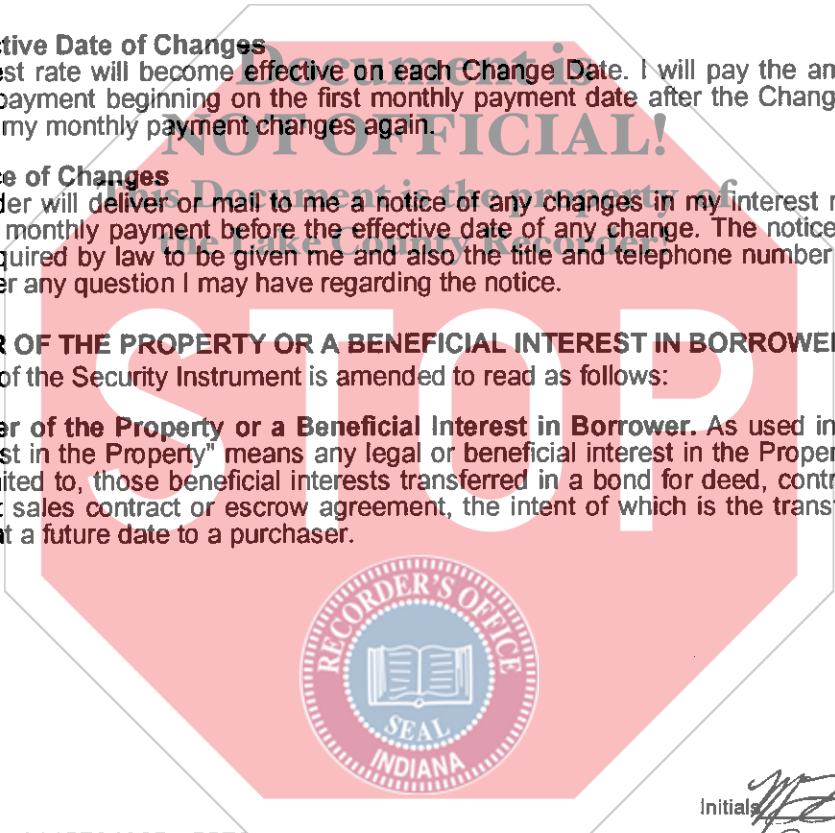 tive Date of Changes
est rate will become effective on each Change Date. I will pay the am
payment beginning on the first monthly payment date after the Chang
my monthly payment changes again.
e of Changes
der will deliver or mail to me a notice of any changes in my interest r
monthly payment before the effective date of any change. The notice
quired by law to be given me and also the title and telephone number
er any question I may have regarding the notice.
R OF THE PROPERTY OR A BENEFICIAL INTEREST IN BORROWER
of the Security Instrument is amended to read as follows:
er of the Property or a Beneficial Interest in Borrower. As used in
st in the Property" means any legal or beneficial interest in the Proper
ited to, those beneficial interests transferred in a bond for deed, contr
t sales contract or escrow agreement, the intent of which is the transf
at a future date to a purchaser.
Document is
NOT OFFICIAL!
This Document is the property of
the Lake County Recorder!
STOP
RECORDER'S OFFICE
SEAL
INDIANA
Initials